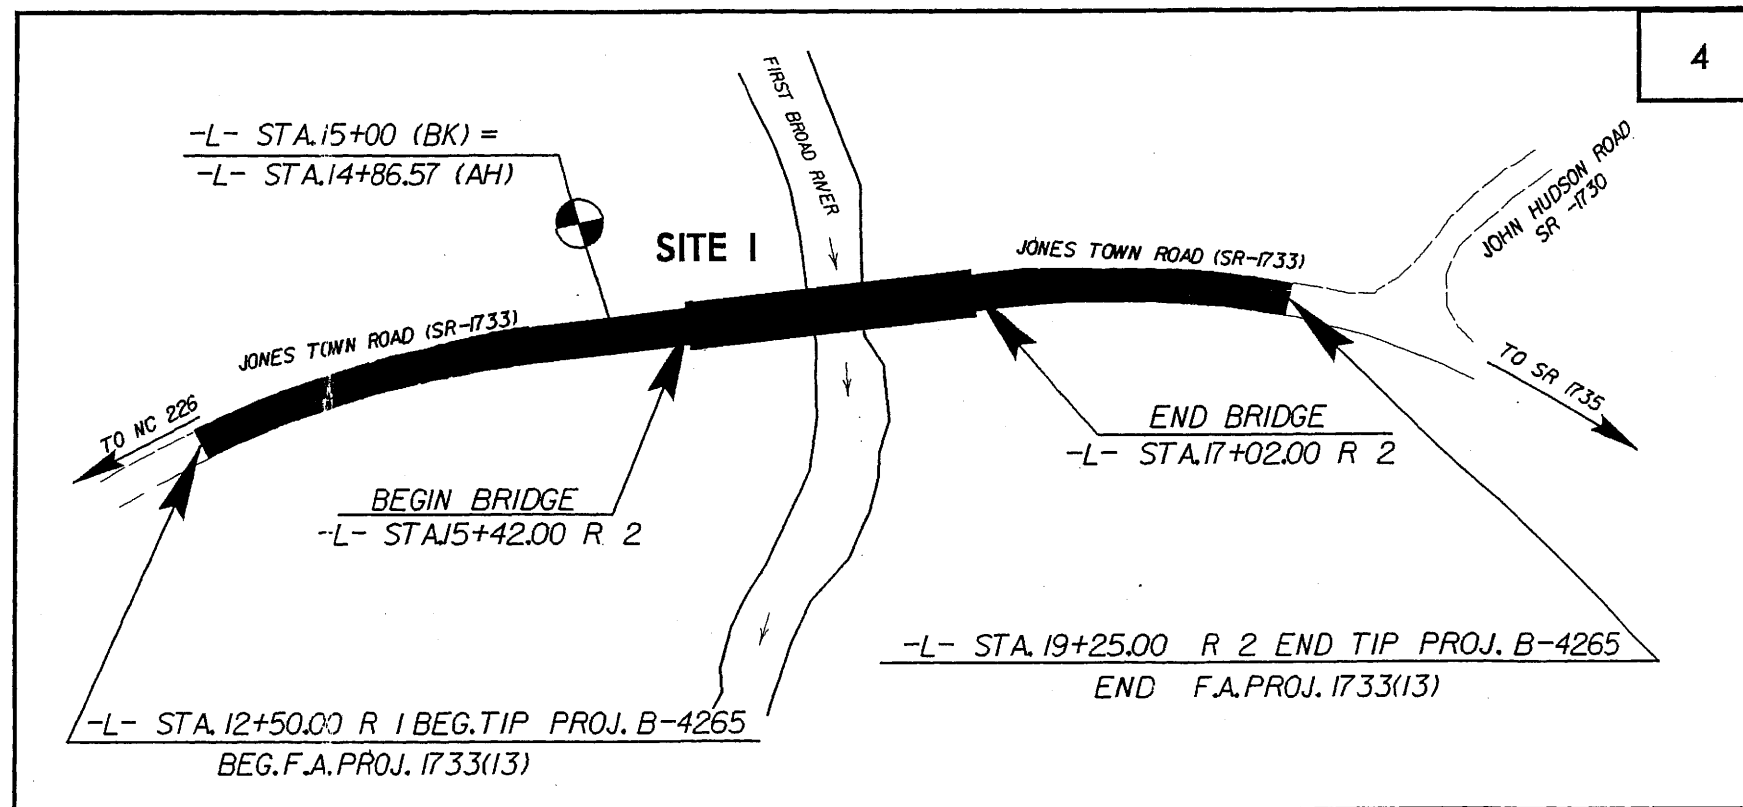 4
-L- STA.15+00 (BK) =
-L- STA.14+86.57 (AH)
FIRST BROAD RIVER
SITE 1
JOHN HUDSON ROAD
SR -1730
JONES TOWN ROAD (SR-1733)
JONES TOWN ROAD (SR-1733)
TO NC 226
TO SR 1735
END BRIDGE
-L- STA.17+02.00 R 2
BEGIN BRIDGE
-L- STA.15+42.00 R 2
-L- STA. 19+25.00 R 2 END TIP PROJ. B-4265
END F.A.PROJ. 1733(13)
-L- STA. 12+50.00 R 1 BEG.TIP PROJ. B-4265
BEG.F.A.PROJ. 1733(13)